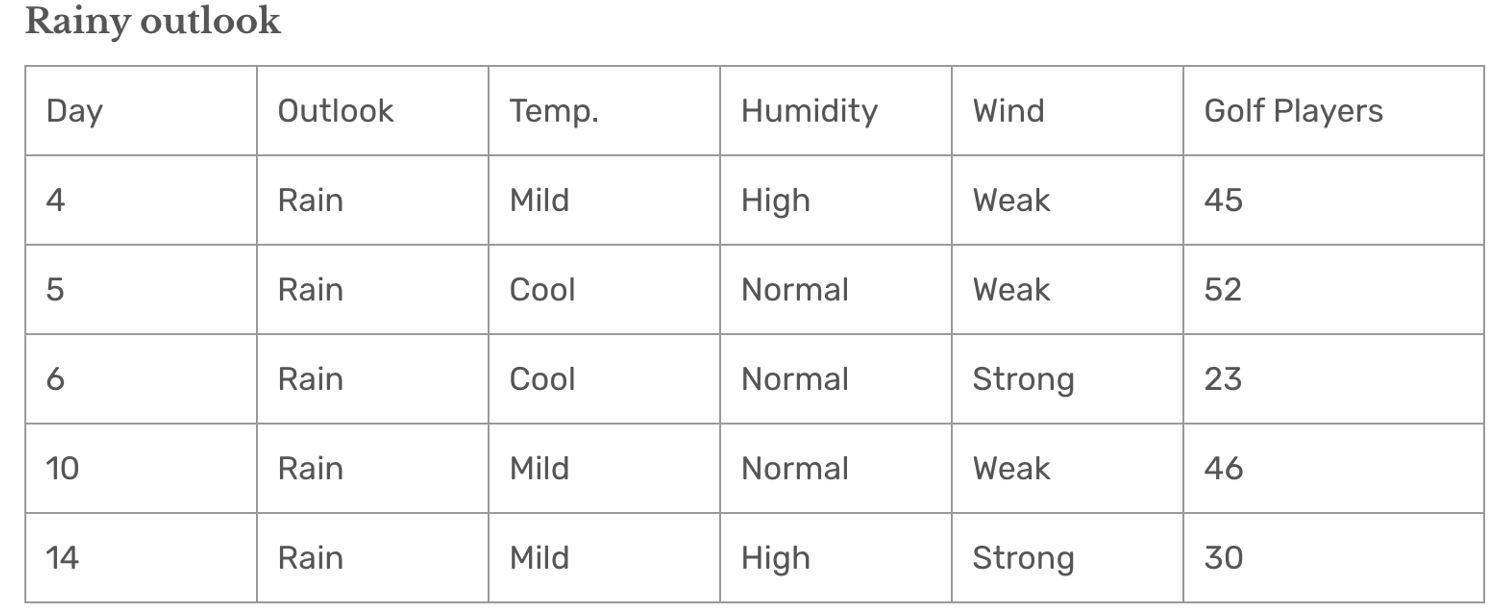 Rainy outlook
Day Outlook Temp. Humidity Wind Golf Players
4 Rain Mild High Weak 45
5 Rain Cool Normal Weak 52
6 Rain Cool Normal Strong 23
10 Rain Mild Normal Weak 46
14 Rain Mild High Strong 30